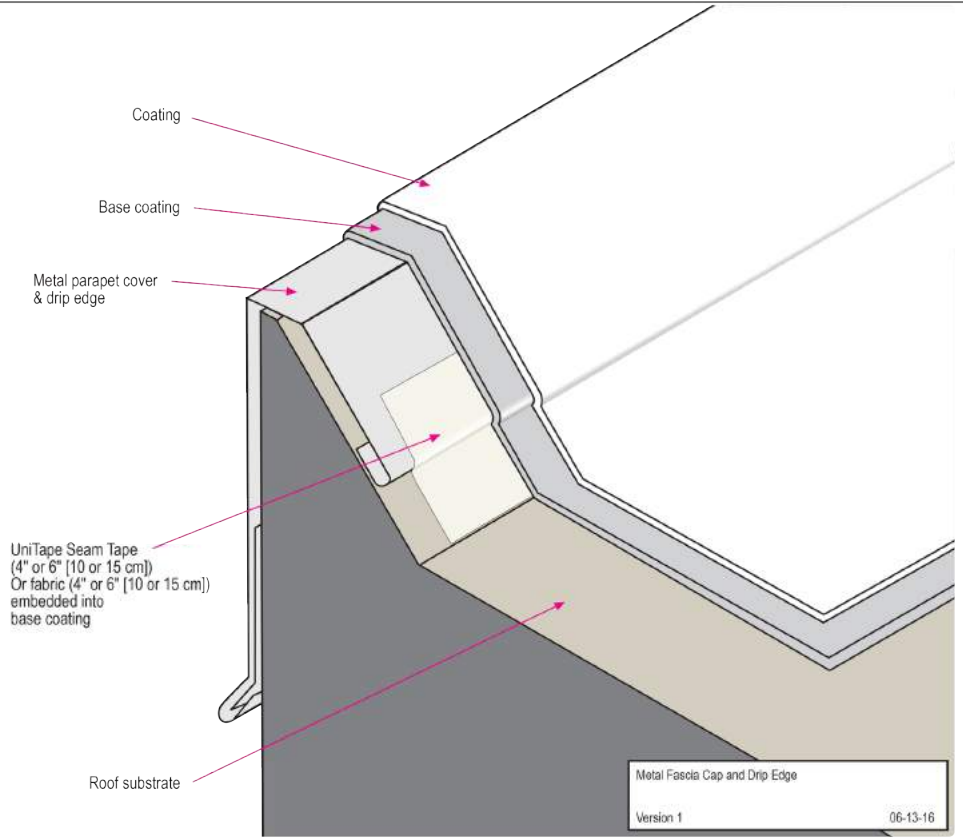 Coating
Base coating
Metal parapet cover
& drip edge
UniTape Seam Tape
(4" or 6" [10 or 15 cm])
Or fabric (4" or 6" [10 or 15 cm])
embedded into
base coating
Roof substrate
Metal Fascia Cap and Drip Edge
Version 1 06-13-16